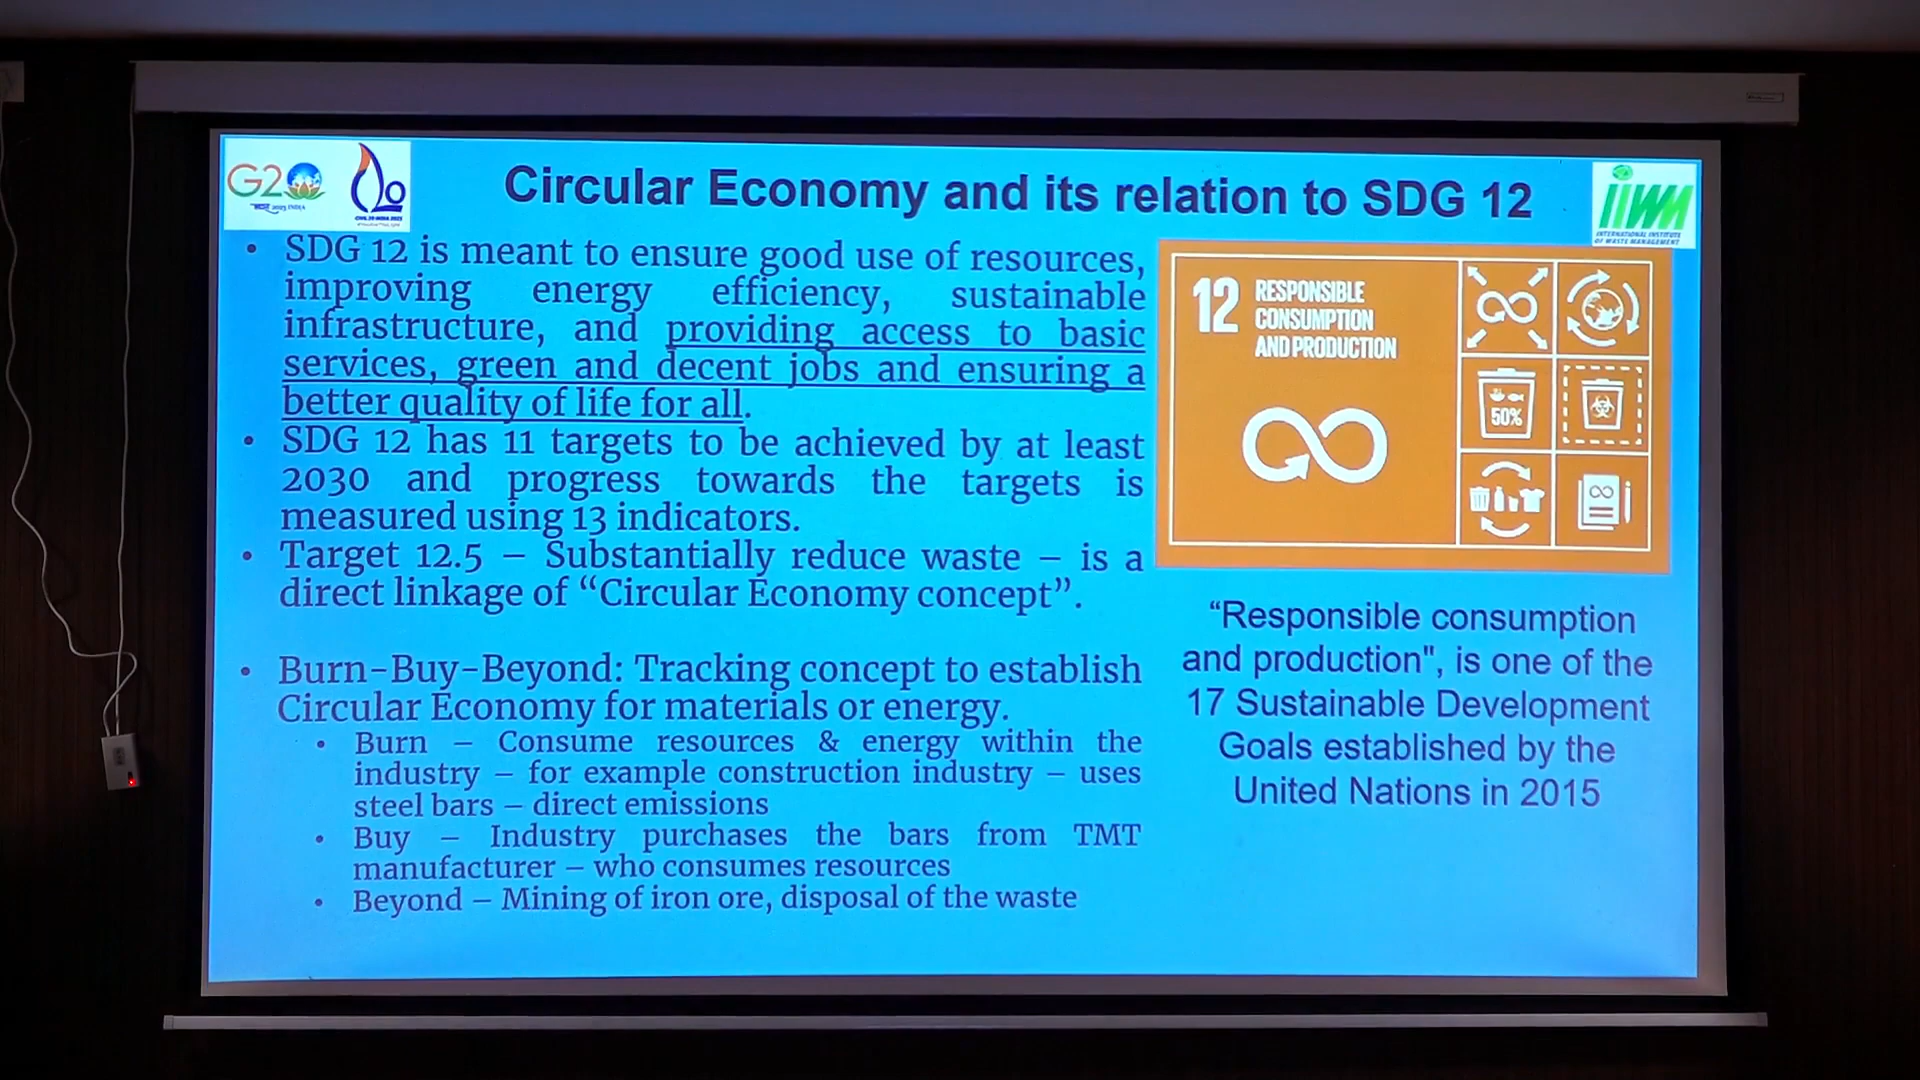 G20
भारत 2023 INDIA
CIVIL 20 INDIA 2023
Circular Economy and its relation to SDG 12
IIWM
INTERNATIONAL INSTITUTE
OF WASTE MANAGEMENT
• SDG 12 is meant to ensure good use of resources,
improving energy efficiency, sustainable
infrastructure, and providing access to basic
services, green and decent jobs and ensuring a
better quality of life for all.
• SDG 12 has 11 targets to be achieved by at least
2030 and progress towards the targets is
measured using 13 indicators.
• Target 12.5 – Substantially reduce waste – is a
direct linkage of “Circular Economy concept”.
• Burn-Buy-Beyond: Tracking concept to establish
Circular Economy for materials or energy.
• Burn – Consume resources & energy within the
industry – for example construction industry – uses
steel bars – direct emissions
• Buy – Industry purchases the bars from TMT
manufacturer – who consumes resources
• Beyond – Mining of iron ore, disposal of the waste
12 RESPONSIBLE
CONSUMPTION
AND PRODUCTION
50%
“Responsible consumption
and production", is one of the
17 Sustainable Development
Goals established by the
United Nations in 2015